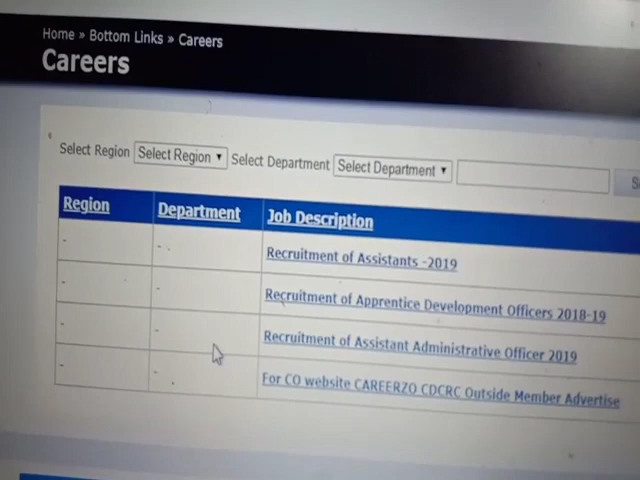 Home » Bottom Links » Careers
Careers
Select Region Select Region ▾ Select Department Select Department ▾
Region Department Job Description
- - Recruitment of Assistants -2019
- - Recruitment of Apprentice Development Officers 2018-19
- - Recruitment of Assistant Administrative Officer 2019
- - For CO website CAREERZO CDCRC Outside Member Advertise